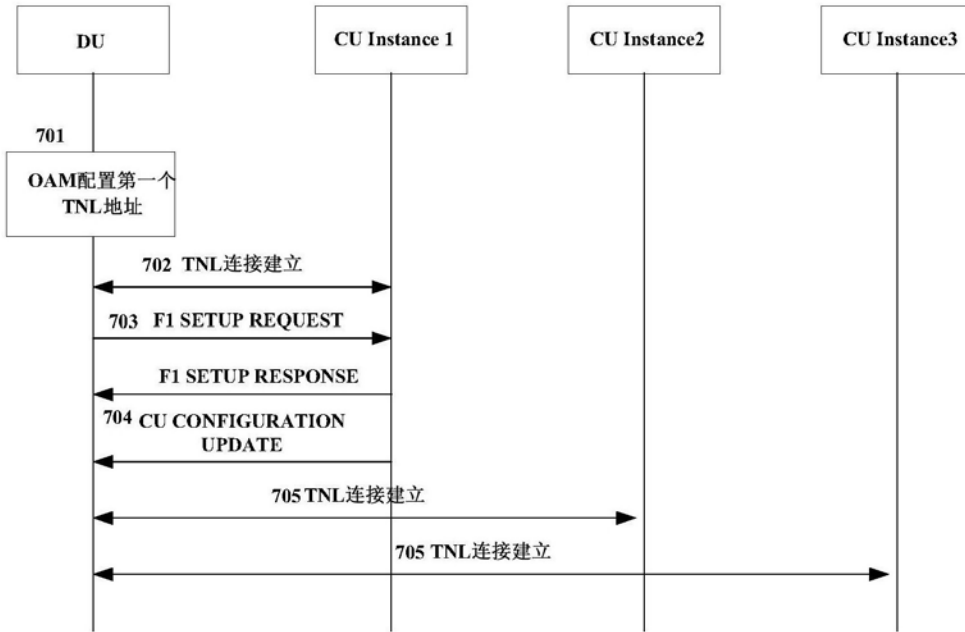 DU
CU Instance 1
CU Instance2
CU Instance3
701
OAM配置第一个
TNL地址
702 TNL连接建立
703 F1 SETUP REQUEST
F1 SETUP RESPONSE
704 CU CONFIGURATION
UPDATE
705 TNL连接建立
705 TNL连接建立